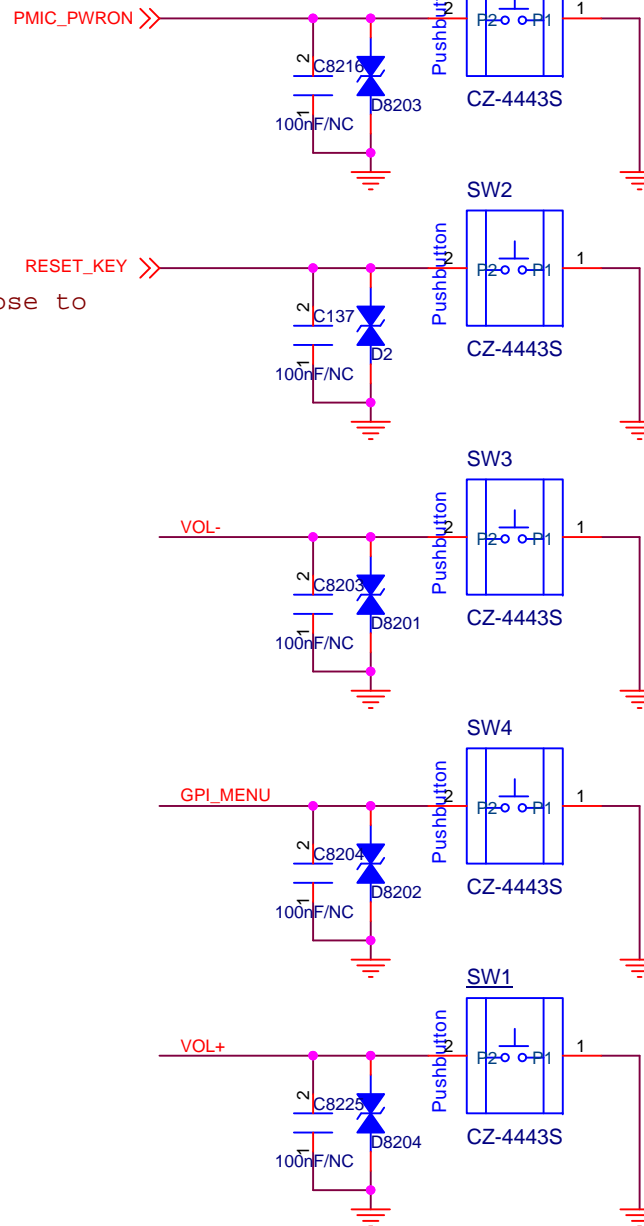 PMIC_PWRON
2
P2
P1
1
2
C8216
1
100nF/NC
D8203
CZ-4443S
SW2
RESET_KEY
Pushbutton
2
P2
P1
1
ose to
2
C137
1
100nF/NC
D2
CZ-4443S
SW3
VOL-
Pushbutton
2
P2
P1
1
2
C8203
1
100nF/NC
D8201
CZ-4443S
SW4
GPI_MENU
Pushbutton
2
P2
P1
1
2
C8204
1
100nF/NC
D8202
CZ-4443S
SW1
VOL+
Pushbutton
2
P2
P1
1
2
C8225
1
100nF/NC
D8204
CZ-4443S